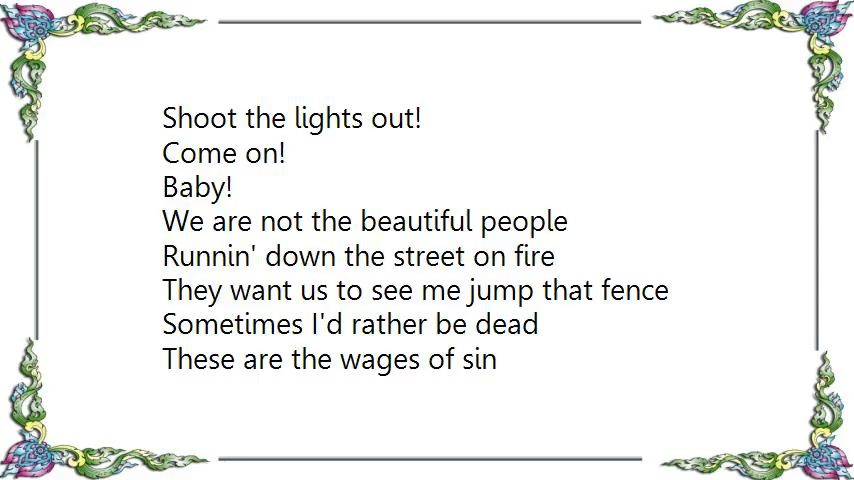 Shoot the lights out!
Come on!
Baby!
We are not the beautiful people
Runnin' down the street on fire
They want us to see me jump that fence
Sometimes I'd rather be dead
These are the wages of sin